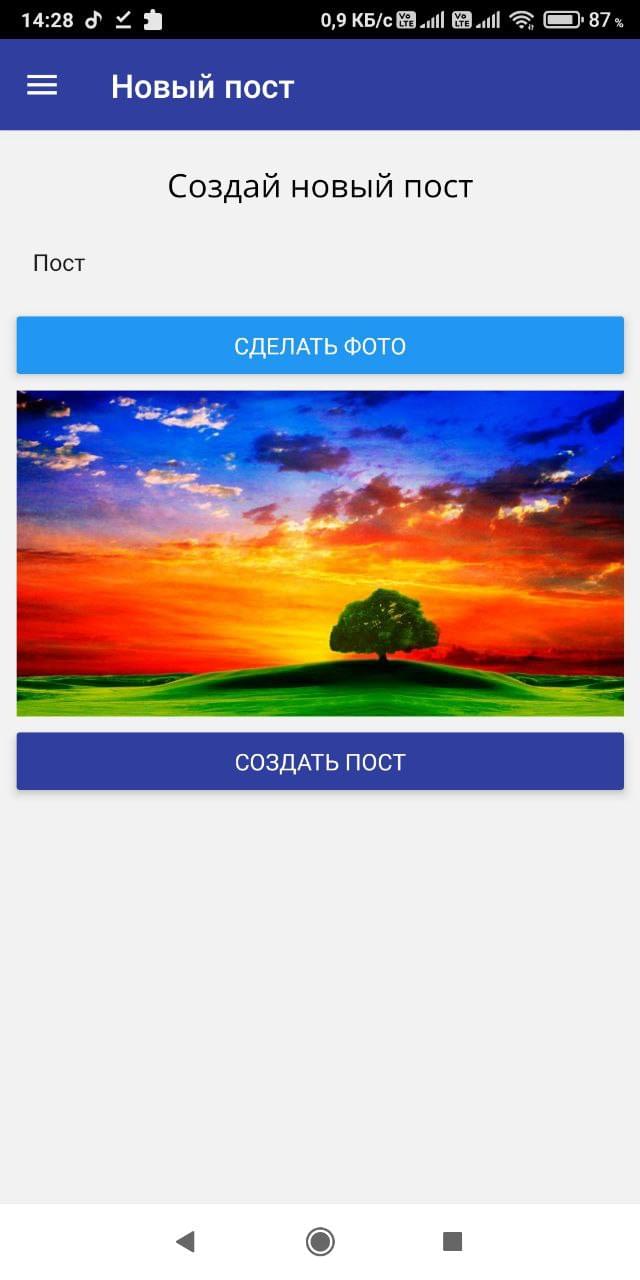 14:28 0,9 КБ/с Vo LTE Vo LTE 87 %
Новый пост
Создай новый пост
Пост
СДЕЛАТЬ ФОТО
СОЗДАТЬ ПОСТ